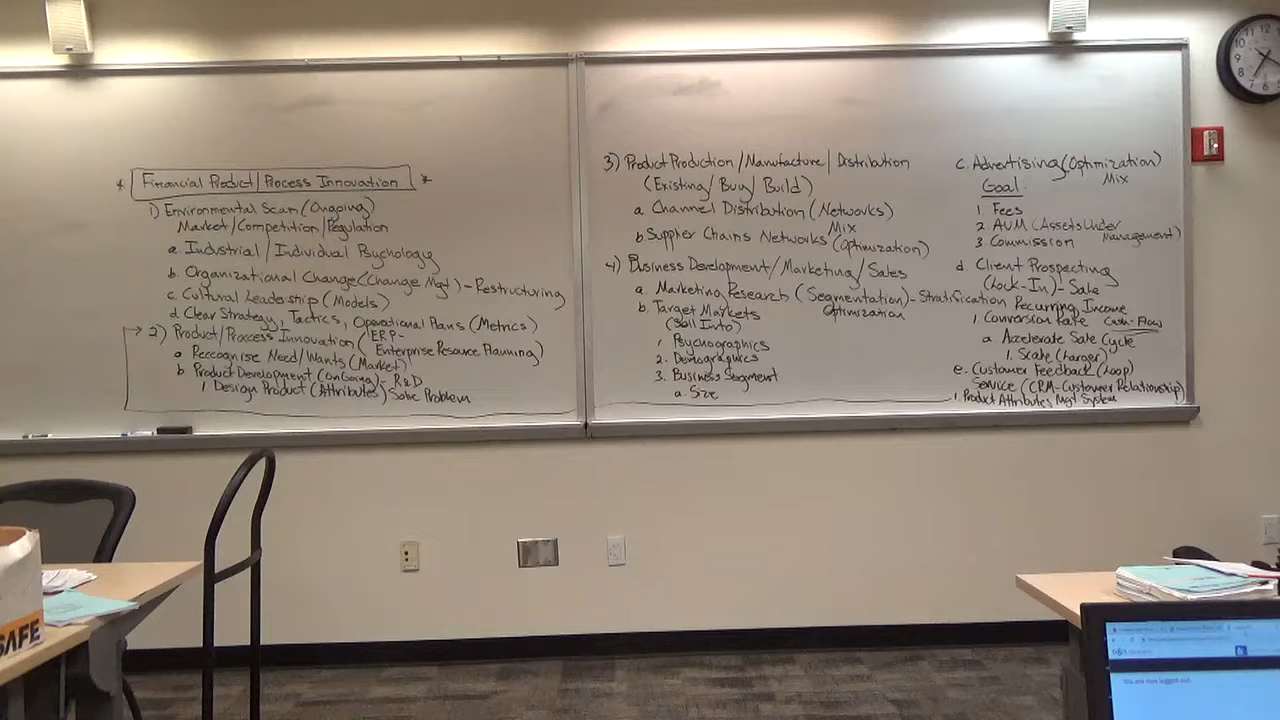 * Financial Product/Process Innovation *
1) Environmental Scan (Ongoing)
Market/Competition/Regulation
a. Industrial/Individual Psychology
b. Organizational Change (Change Mgt) - Restructuring
c. Cultural Leadership (Models)
d. Clear Strategy, Tactics, Operational Plans (Metrics)
2) Product/Process Innovation (ERP-
Enterprise Resource Planning)
a Reccognise Need/Wants (Market)
b Product Development (OnGoing) - R&D
1. Design Product (Attributes) Solve Problem
3) Product Production/Manufacture/Distribution
(Existing/Buy/Build)
a. Channel Distribution (Networks)
Mix
b. Supplier Chains Networks (Optimization)
4) Business Development/Marketing/Sales
a. Marketing Research (Segmentation) - Stratification
Optimization
b. Target Markets
(Sell Into)
1. Psychographics
2. Demographics
3. Business Segment
a. Size
c. Advertising (Optimization)
Mix
Goal
1. Fees
2. AUM (Assets Under
Management)
3. Commission
d. Client Prospecting
(Lock-In) - Sale
Recurring Income
1. Conversion Rate Cash-Flow
a. Accelerate Sale Cycle
1. Scale (Larger)
e. Customer Feedback (Loop)
Service (CRM-Customer Relationship)
1. Product Attributes Mgt System
SAFE
you are now logged out.